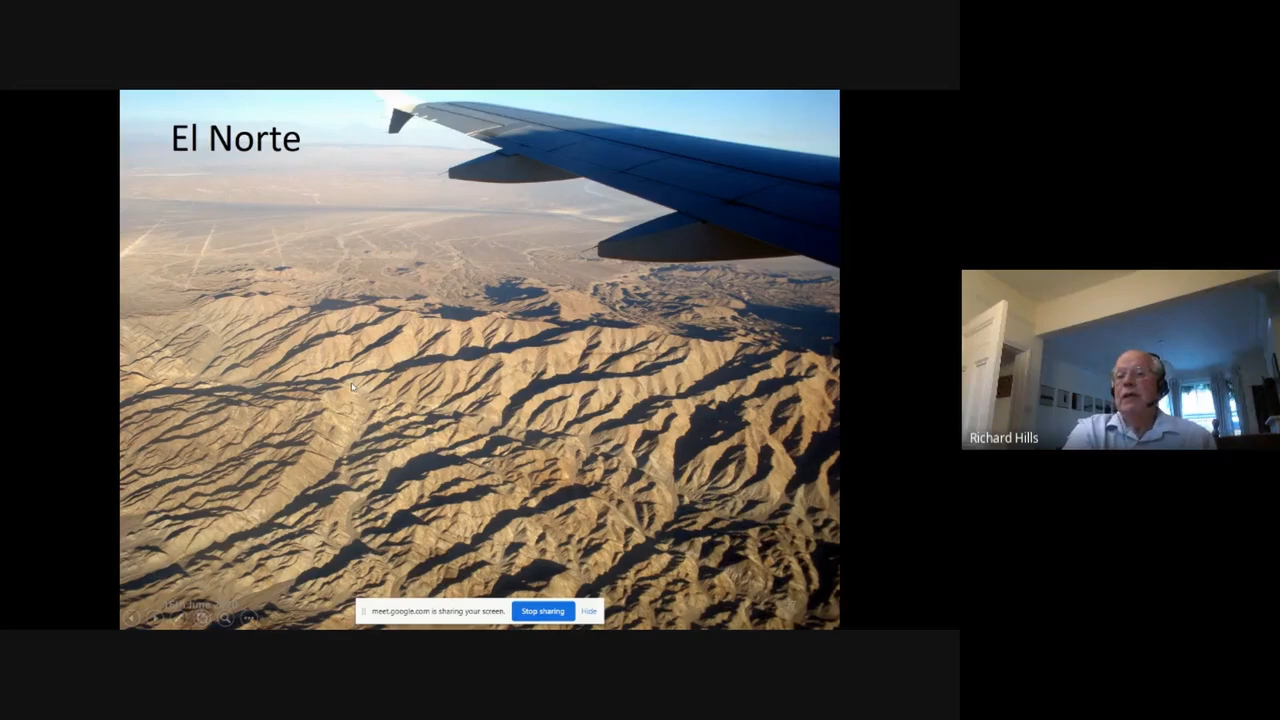 El Norte
meet.google.com is sharing your screen.
Stop sharing
Hide
Richard Hills